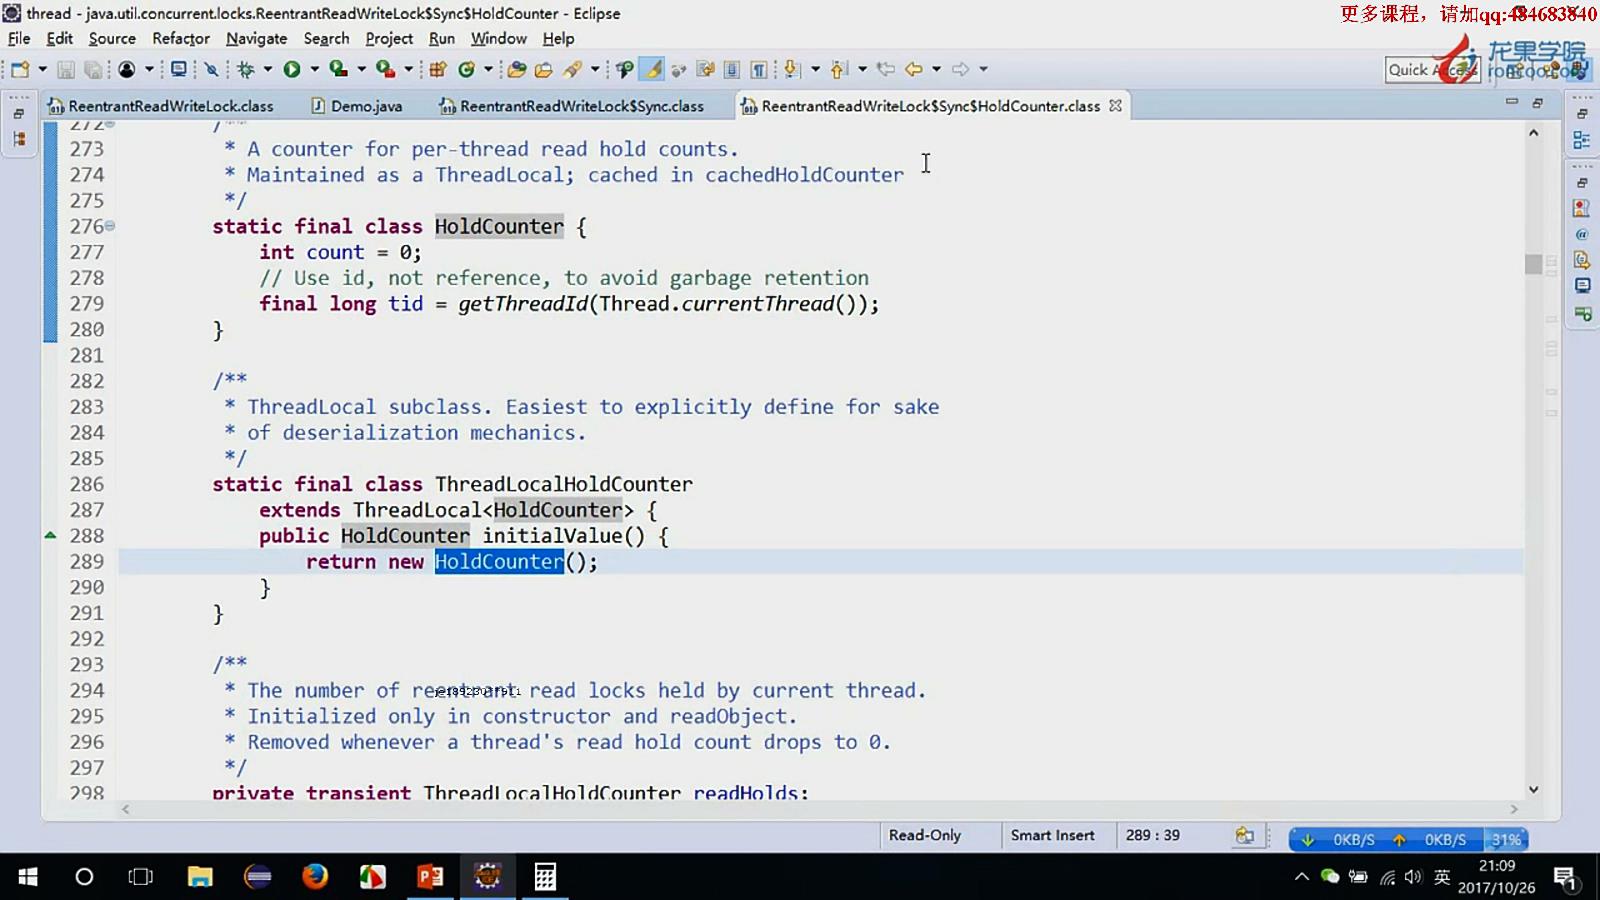 thread - java.util.concurrent.locks.ReentrantReadWriteLock$Sync$HoldCounter - Eclipse
更多课程，请加qq:484683840
File Edit Source Refactor Navigate Search Project Run Window Help
龙果学院
Quick Access
roncoo.com
ReentrantReadWriteLock.class Demo.java ReentrantReadWriteLock$Sync.class ReentrantReadWriteLock$Sync$HoldCounter.class
272 /**
273 * A counter for per-thread read hold counts.
274 * Maintained as a ThreadLocal; cached in cachedHoldCounter
275 */
276 static final class HoldCounter {
277 int count = 0;
278 // Use id, not reference, to avoid garbage retention
279 final long tid = getThreadId(Thread.currentThread());
280 }
281
282 /**
283 * ThreadLocal subclass. Easiest to explicitly define for sake
284 * of deserialization mechanics.
285 */
286 static final class ThreadLocalHoldCounter
287 extends ThreadLocal<HoldCounter> {
288 public HoldCounter initialValue() {
289 return new HoldCounter();
290 }
291 }
292
293 /**
294 * The number of reentrant read locks held by current thread.
295 * Initialized only in constructor and readObject.
296 * Removed whenever a thread's read hold count drops to 0.
297 */
298 private transient ThreadLocalHoldCounter readHolds;
Read-Only Smart Insert 289 : 39 0KB/S 0KB/S 31%
英 21:09
2017/10/26 1